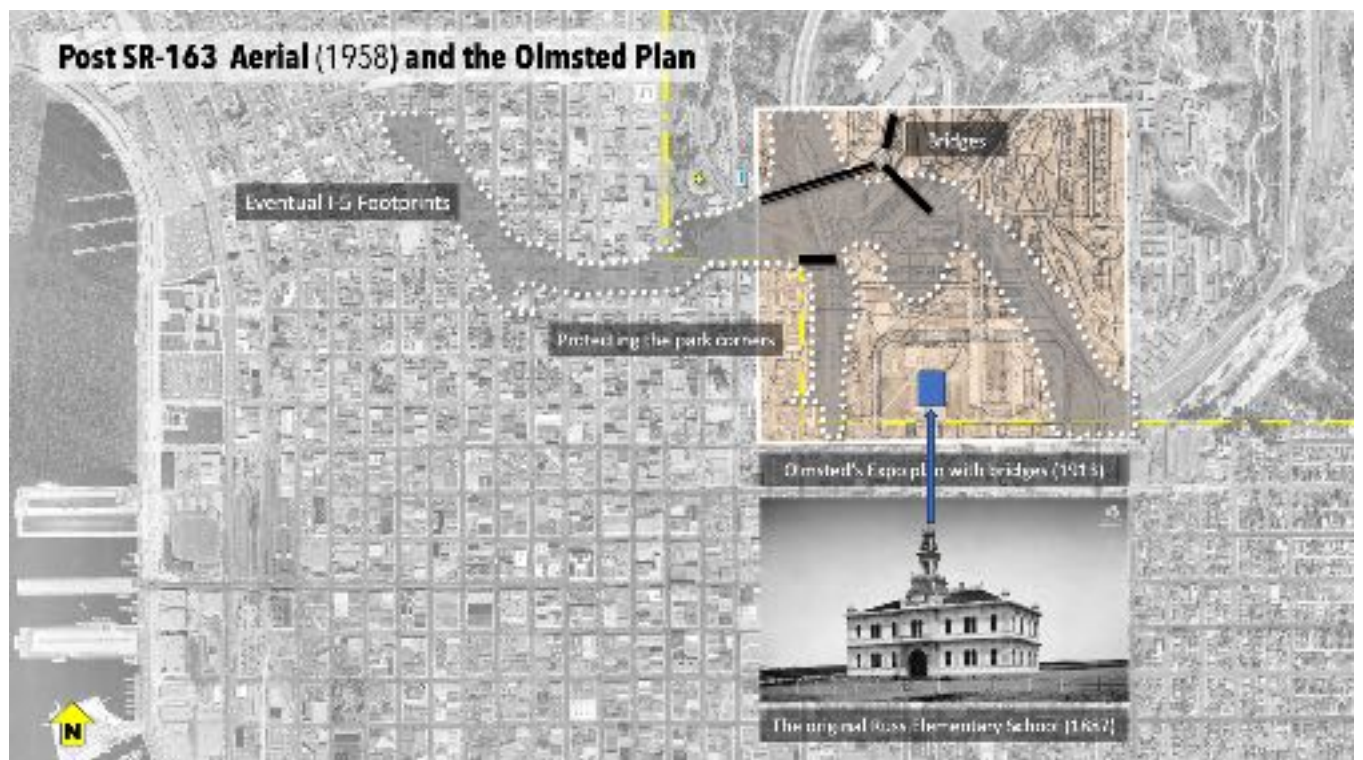 Post SR-163 Aerial (1958) and the Olmsted Plan
Bridges
Eventual I-5 Footprints
Protecting the park corners
Olmsted's Expo plan with bridges (1913)
The original Russ Elementary School (1887)
N